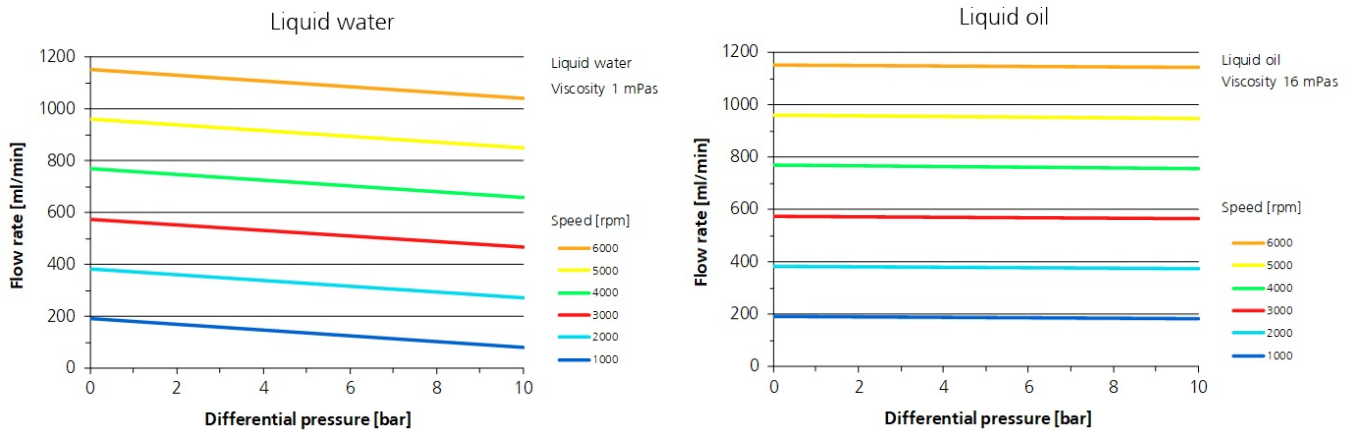 Liquid water
Flow rate [ml/min]
1200
1000
800
600
400
200
0
0 2 4 6 8 10
Differential pressure [bar]
Liquid water
Viscosity 1 mPas
Speed [rpm]
6000
5000
4000
3000
2000
1000
Liquid oil
Flow rate [ml/min]
1200
1000
800
600
400
200
0
0 2 4 6 8 10
Differential pressure [bar]
Liquid oil
Viscosity 16 mPas
Speed [rpm]
6000
5000
4000
3000
2000
1000